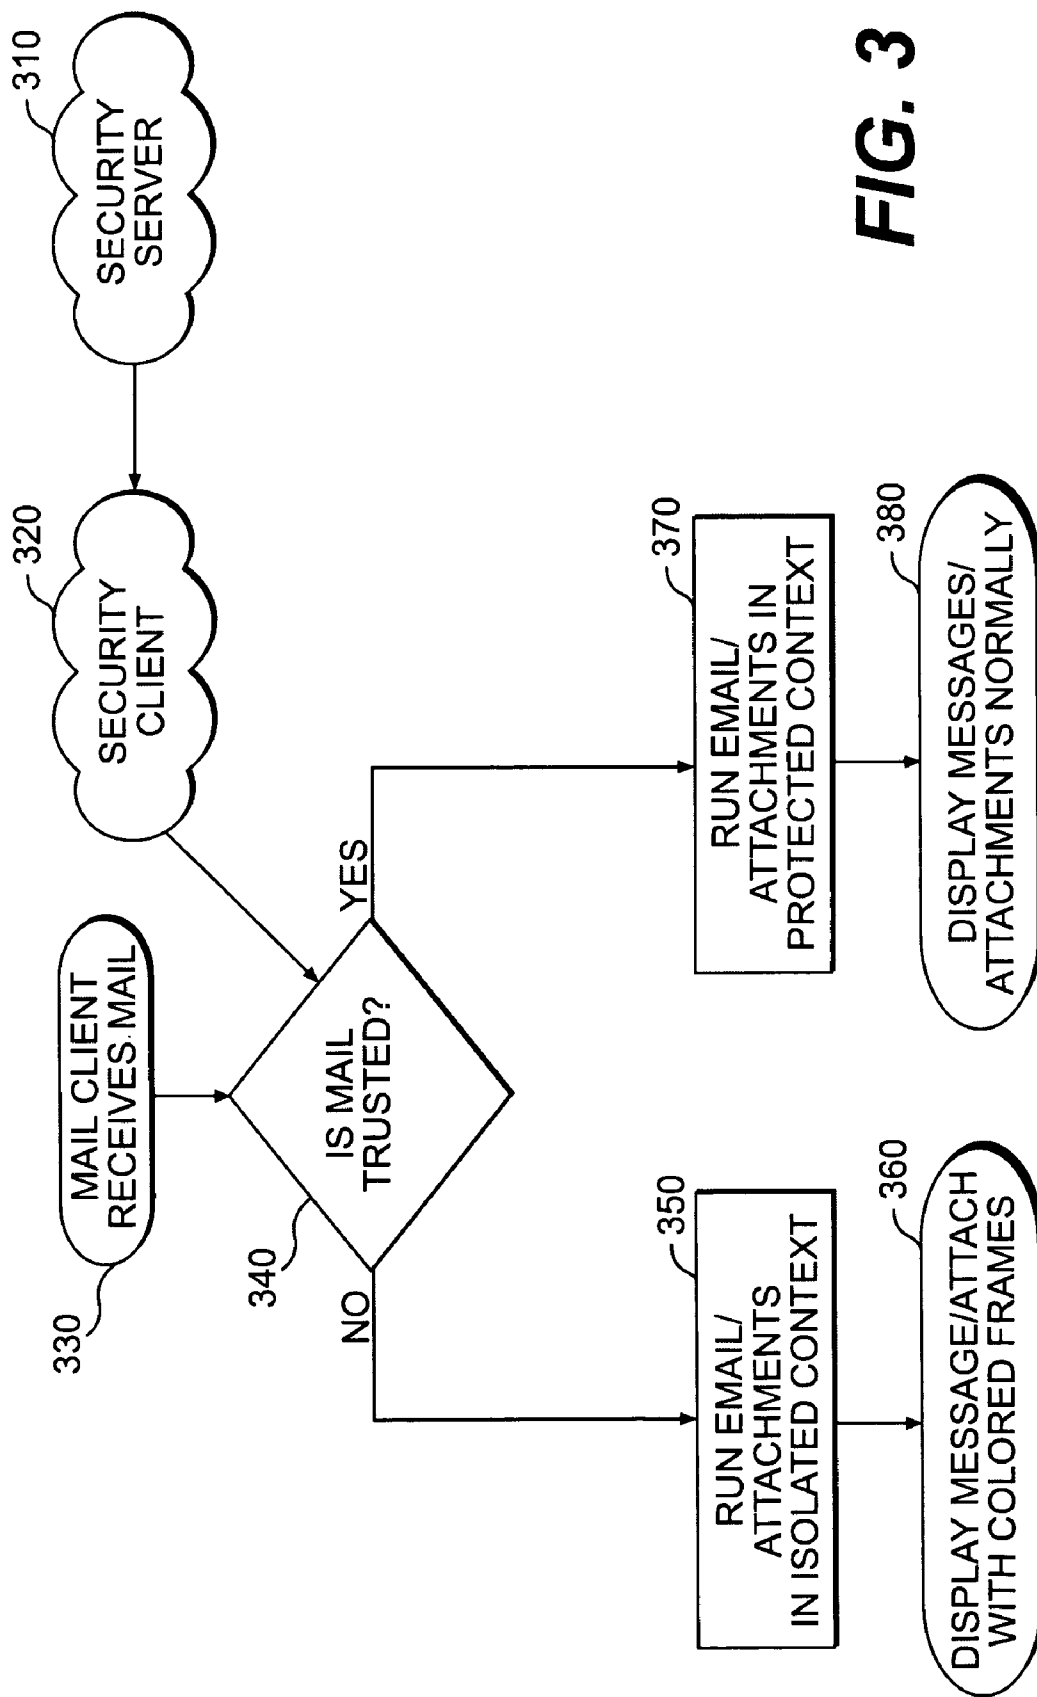 310
SECURITY
SERVER
320
SECURITY
CLIENT
330
MAIL CLIENT
RECEIVES MAIL
340
IS MAIL
TRUSTED?
NO
YES
350
RUN EMAIL/
ATTACHMENTS
IN ISOLATED CONTEXT
370
RUN EMAIL/
ATTACHMENTS IN
PROTECTED CONTEXT
360
DISPLAY MESSAGE/ATTACH
WITH COLORED FRAMES
380
DISPLAY MESSAGES/
ATTACHMENTS NORMALLY
FIG. 3